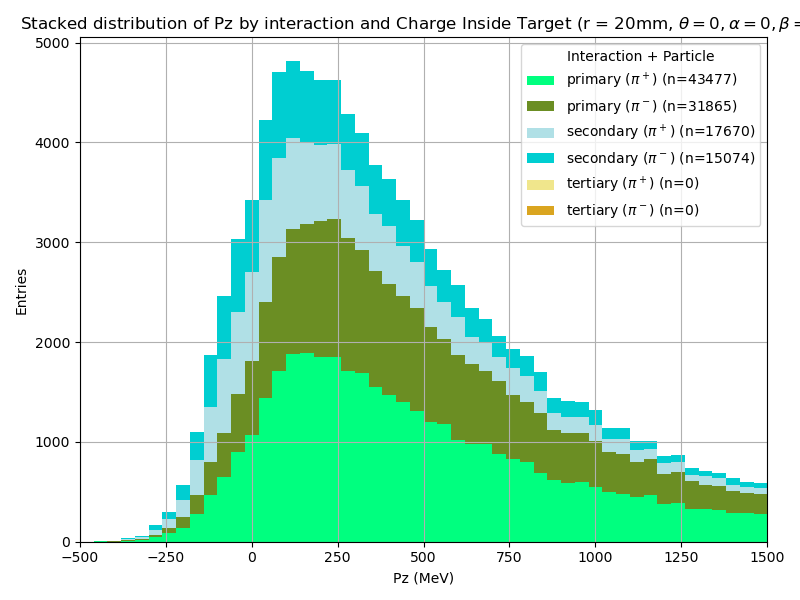 Stacked distribution of Pz by interaction and Charge Inside Target (r = 20mm, θ = 0, α = 0, β =
Interaction + Particle
primary (π⁺) (n=43477)
primary (π⁻) (n=31865)
secondary (π⁺) (n=17670)
secondary (π⁻) (n=15074)
tertiary (π⁺) (n=0)
tertiary (π⁻) (n=0)
Entries
5000
4000
3000
2000
1000
0
−500
−250
0
250
500
750
1000
1250
1500
Pz (MeV)